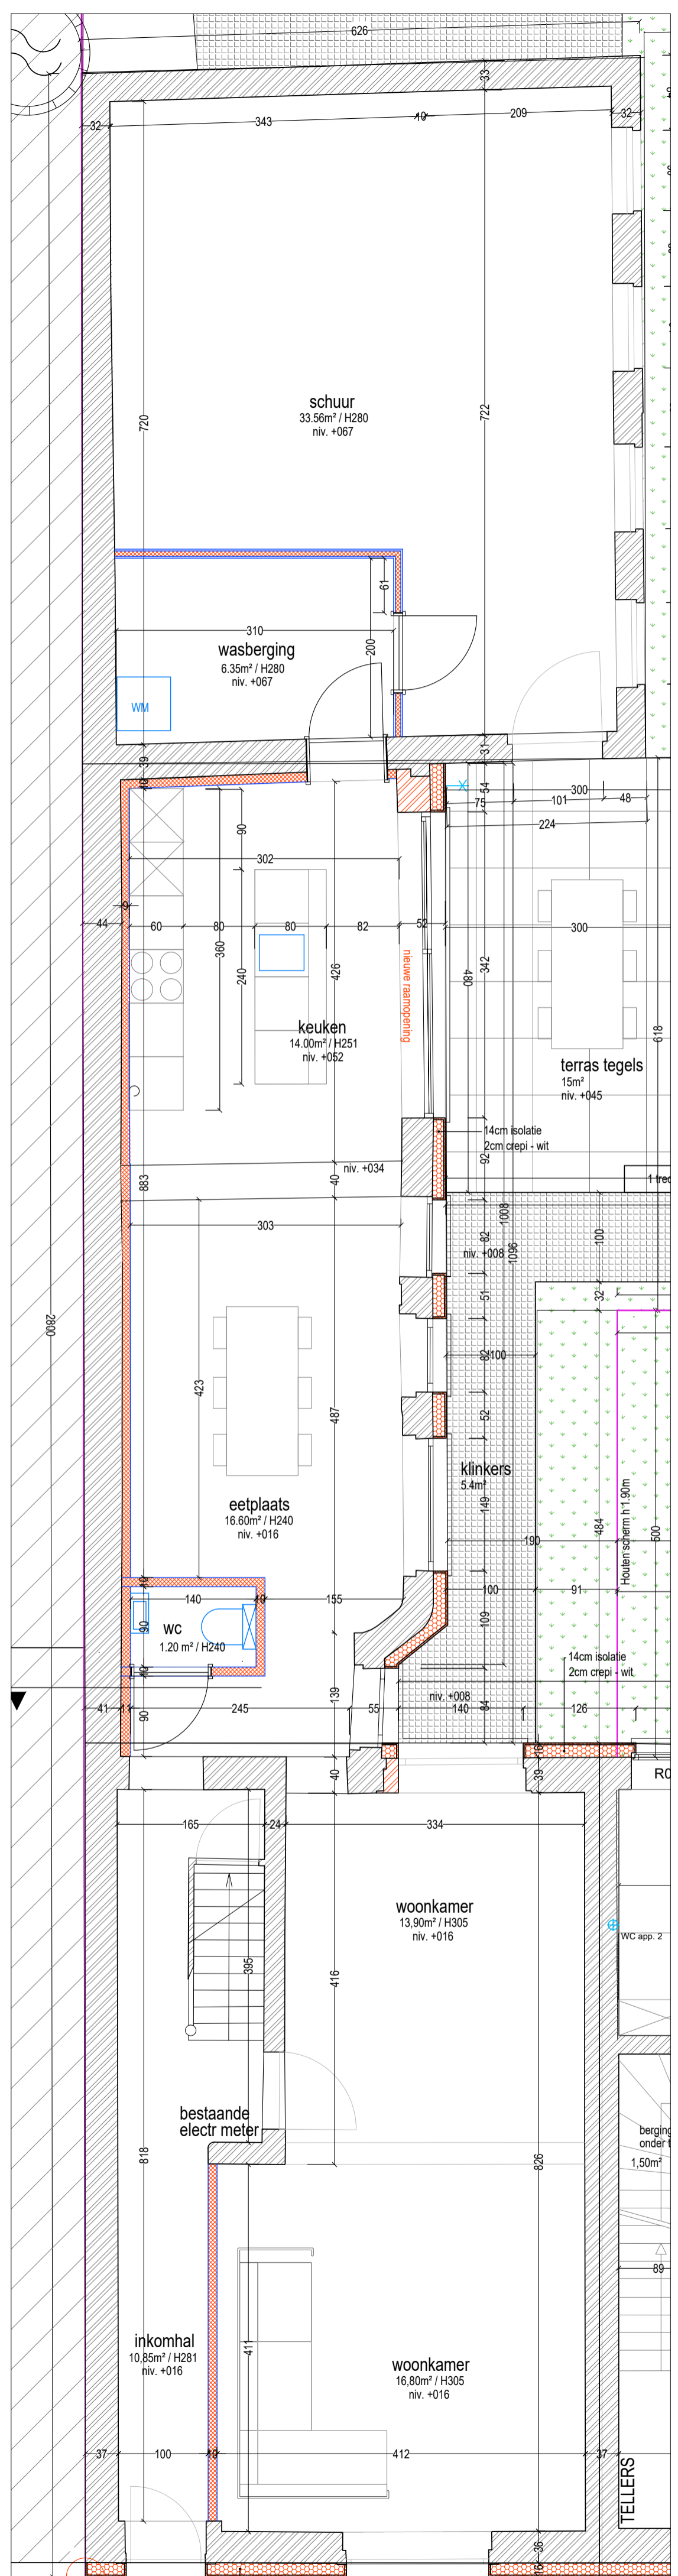 626
33
32
343
10
209
32
720
722
schuur
33.56m² / H280
niv. +067
61
310
200
wasberging
6.35m² / H280
niv. +067
WM
39
31
10
54
300
75
101
48
224
90
302
9
44
60
80
80
82
52
300
390
240
426
342
480
618
nieuwe raamopening
keuken
14.00m² / H251
niv. +052
terras tegels
15m²
niv. +045
14cm isolatie
2cm crepi - wit
92
niv. +034
40
883
1 trec
1008
303
82
niv. +008
1096
100
51
32
2800
82
100
423
487
52
klinkers
5.4m²
149
Houten scherm h 1.90m
484
500
eetplaats
16.60m² / H240
niv. +016
190
10
140
10
155
100
91
109
90
wc
1.20 m² / H240
14cm isolatie
2cm crepi - wit
10
139
niv. +008
84
41
11
90
245
55
140
126
16
40
39
R0
165
24
334
woonkamer
13,90m² / H305
niv. +016
WC app. 2
395
416
bestaande
electr meter
berging
onder t
1,50m²
818
826
89
411
inkomhal
10,85m² / H281
niv. +016
woonkamer
16,80m² / H305
niv. +016
37
100
10
412
37
TELLERS
36
16